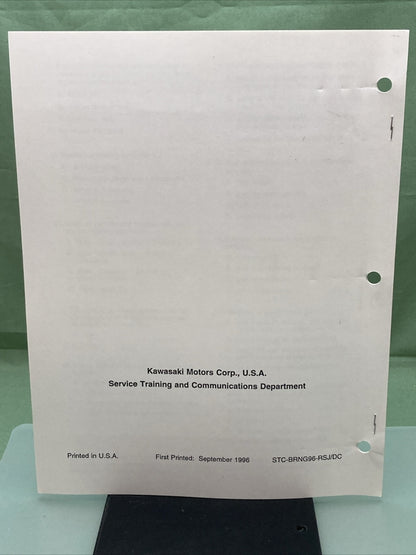 Kawasaki Motors Corp., U.S.A.
Service Training and Communications Department
Printed in U.S.A. First Printed: September 1996 STC-BRNG96-RSJ/DC